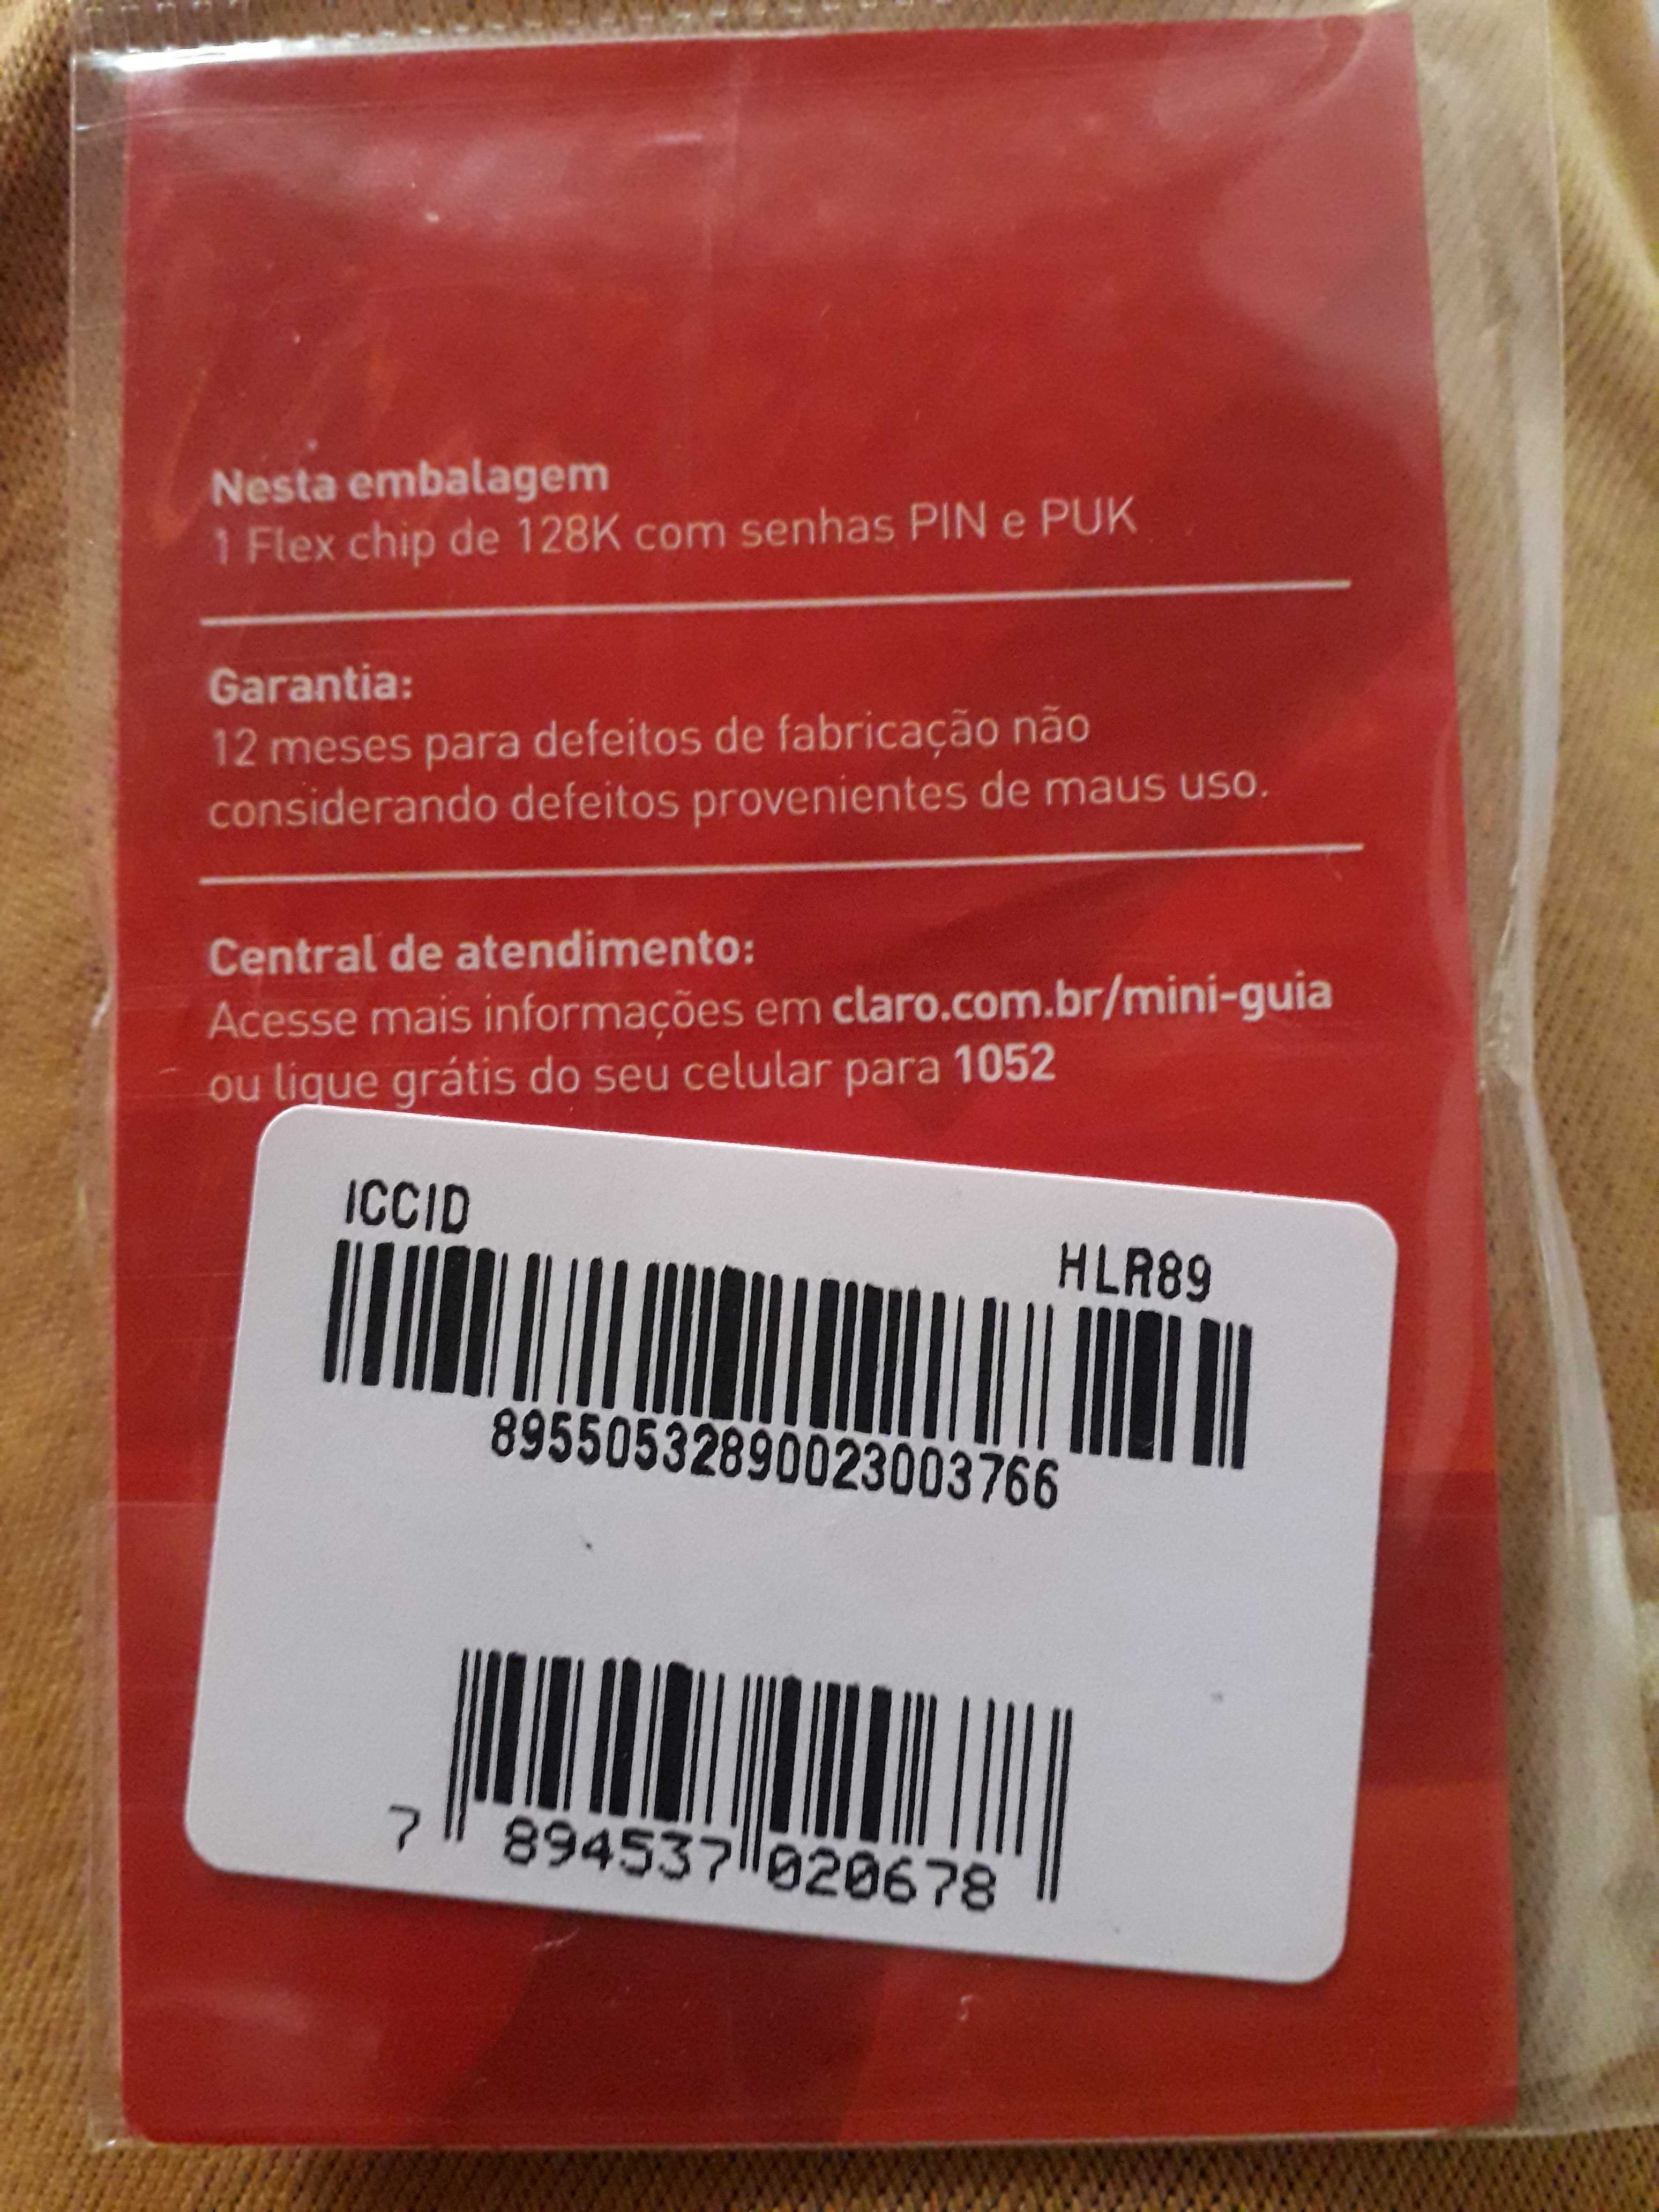 Nesta embalagem
1 Flex chip de 128K com senhas PIN e PUK
Garantia:
12 meses para defeitos de fabricação não
considerando defeitos provenientes de maus uso.
Central de atendimento:
Acesse mais informações em claro.com.br/mini-guia
ou ligue grátis do seu celular para 1052
ICCID
HLR89
89550532890023003766
7 894537 020678